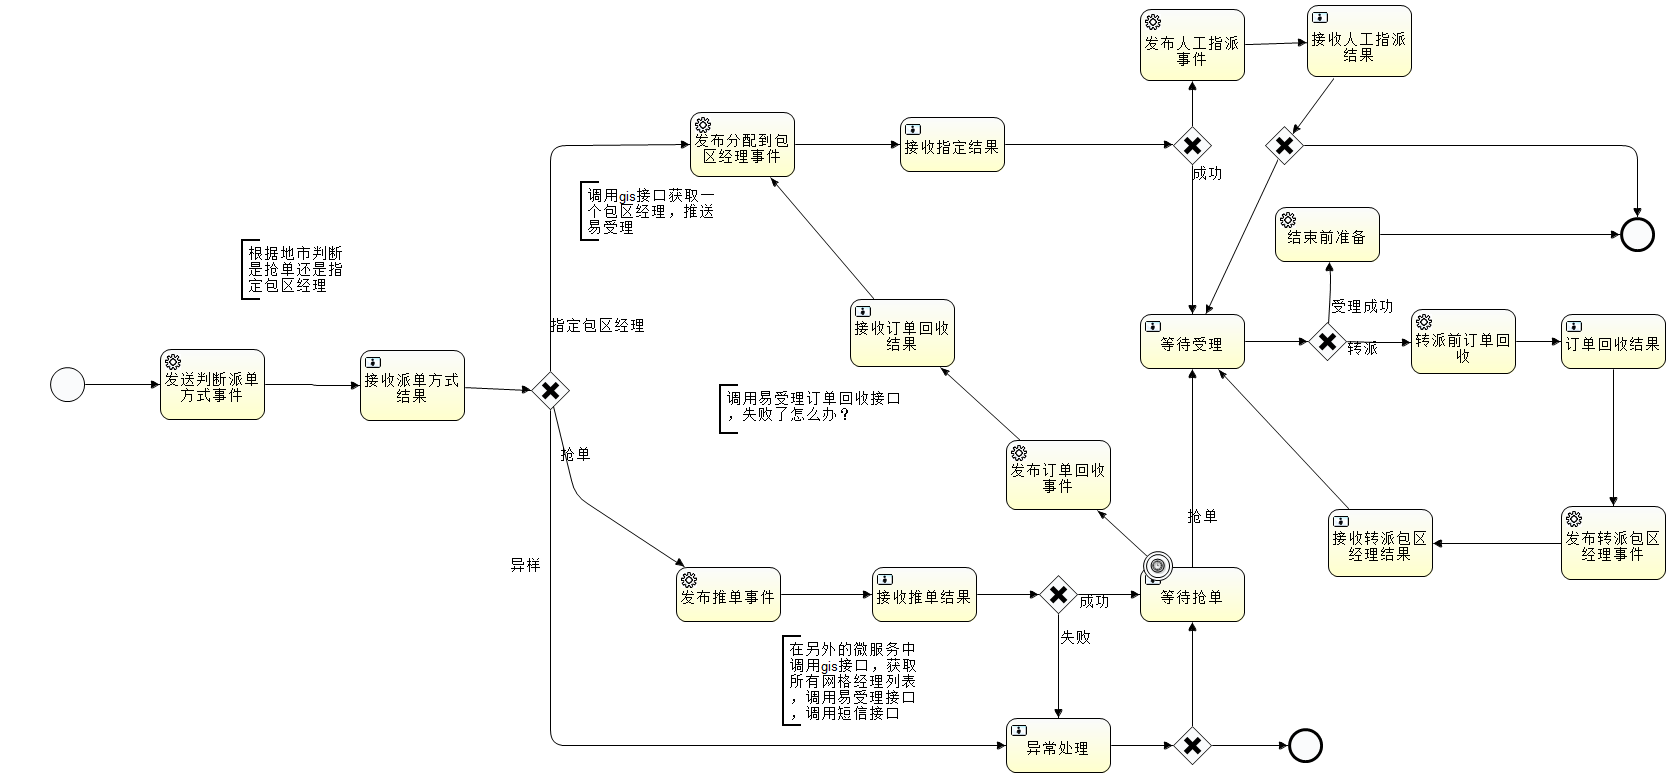 发布人工指派
事件
接收人工指派
结果
发布分配到包
区经理事件
接收指定结果
成功
调用gis接口获取一
个包区经理，推送
易受理
根据地市判断
是抢单还是指
定包区经理
结束前准备
受理成功
指定包区经理
接收订单回收
结果
等待受理
转派
转派前订单回
收
订单回收结果
发送判断派单
方式事件
接收派单方式
结果
调用易受理订单回收接口
，失败了怎么办？
抢单
发布订单回收
事件
抢单
接收转派包区
经理结果
发布转派包区
经理事件
异样
发布推单事件
接收推单结果
成功
等待抢单
失败
在另外的微服务中
调用gis接口，获取
所有网格经理列表
，调用易受理接口
，调用短信接口
异常处理